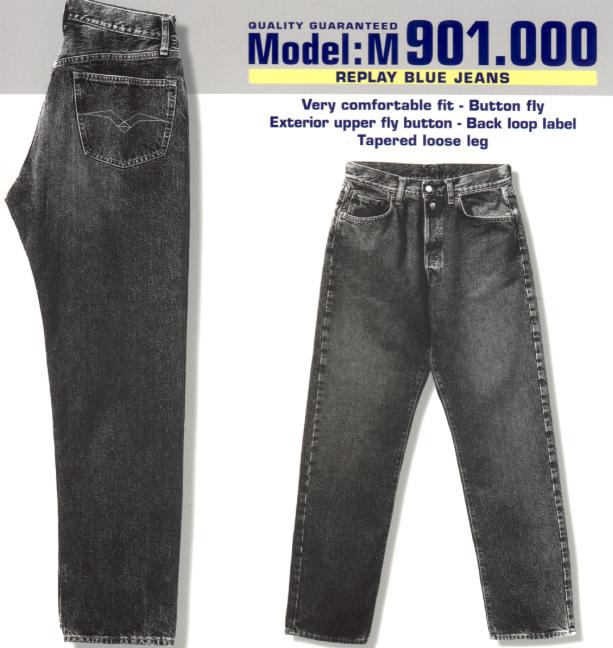 QUALITY GUARANTEED
Model:M 901.000
REPLAY BLUE JEANS
Very comfortable fit - Button fly
Exterior upper fly button - Back loop label
Tapered loose leg